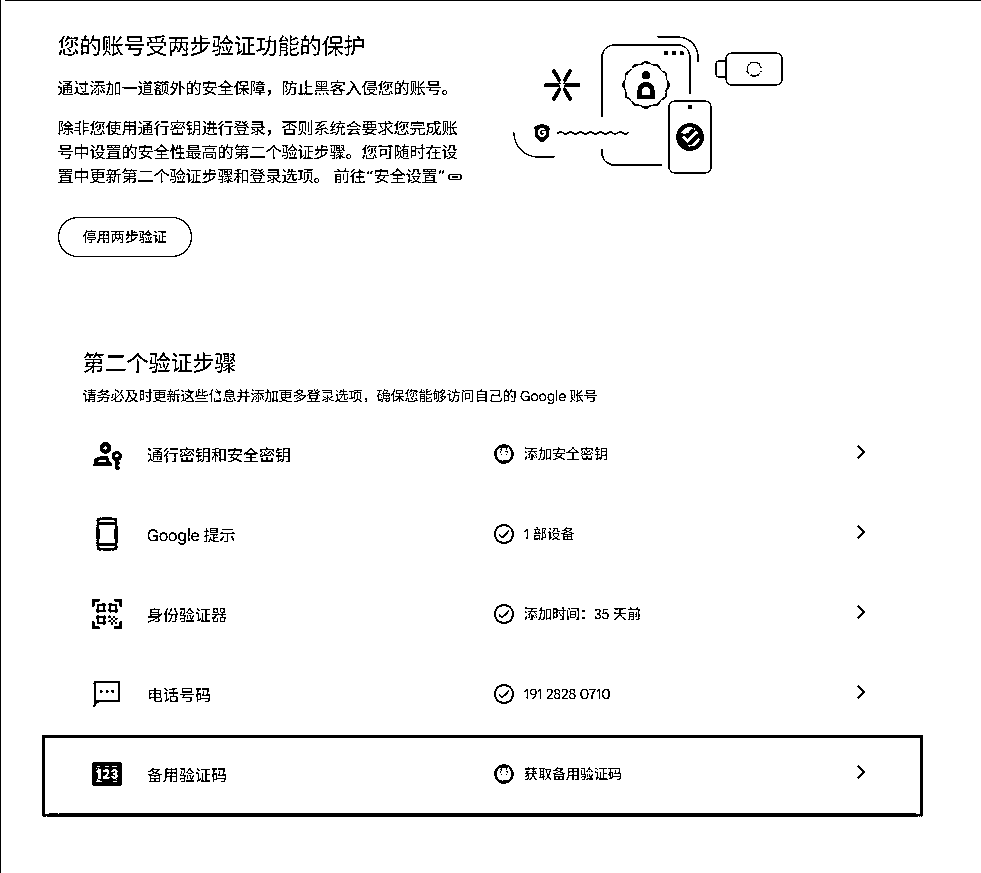 您的账号受两步验证功能的保护
通过添加一道额外的安全保障，防止黑客入侵您的账号。
除非您使用通行密钥进行登录，否则系统会要求您完成账
号中设置的安全性最高的第二个验证步骤。您可随时在设
置中更新第二个验证步骤和登录选项。 前往“安全设置”
停用两步验证
第二个验证步骤
请务必及时更新这些信息并添加更多登录选项，确保您能够访问自己的 Google 账号
通行密钥和安全密钥
添加安全密钥
Google 提示
1 部设备
身份验证器
添加时间：35 天前
电话号码
191 2828 0710
123
备用验证码
获取备用验证码